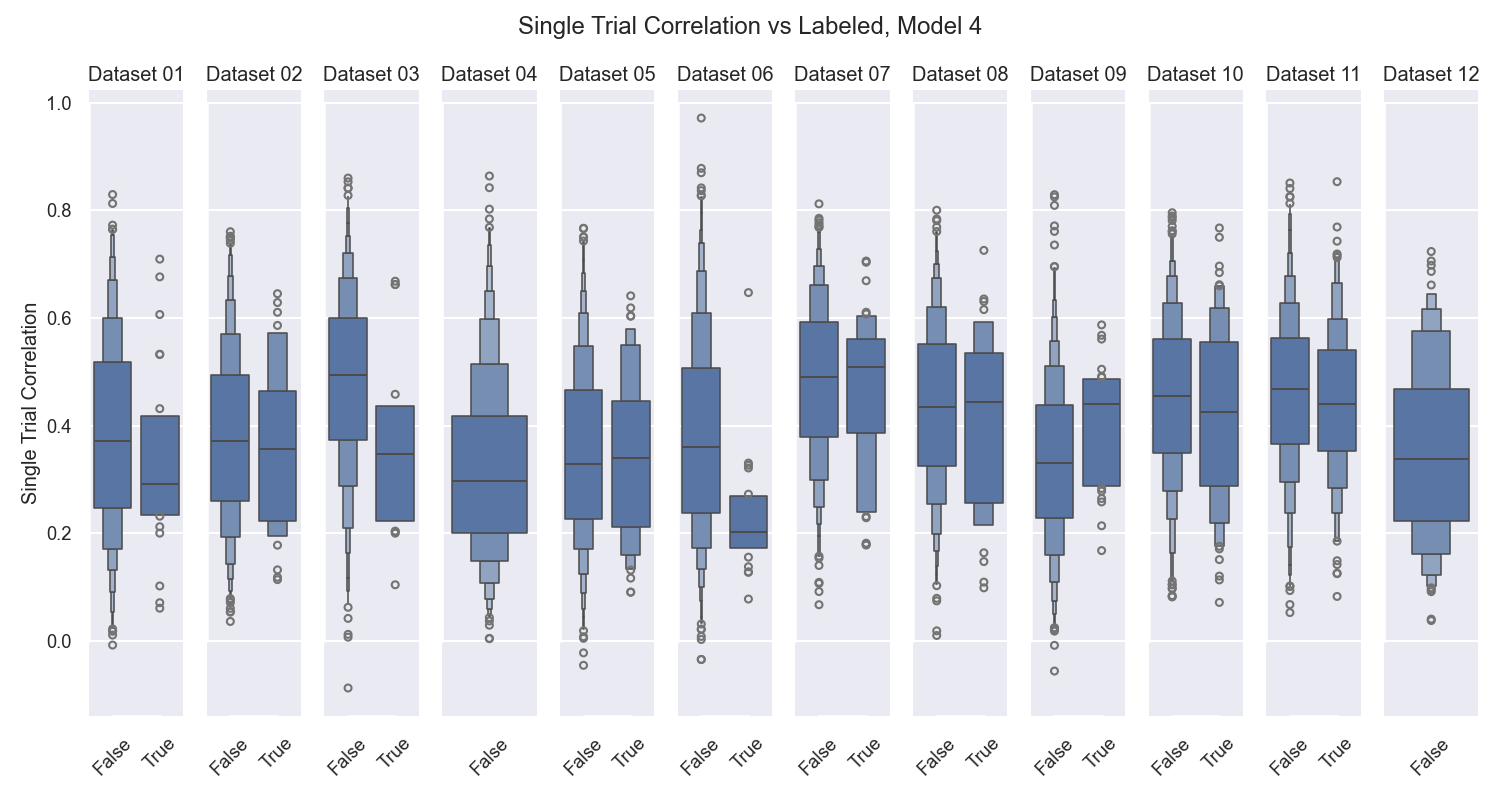 Single Trial Correlation vs Labeled, Model 4
Dataset 01 Dataset 02 Dataset 03 Dataset 04 Dataset 05 Dataset 06 Dataset 07 Dataset 08 Dataset 09 Dataset 10 Dataset 11 Dataset 12
Single Trial Correlation
1.0
0.8
0.6
0.4
0.2
0.0
False True False True False True False False True False True False True False True False True False True False True False